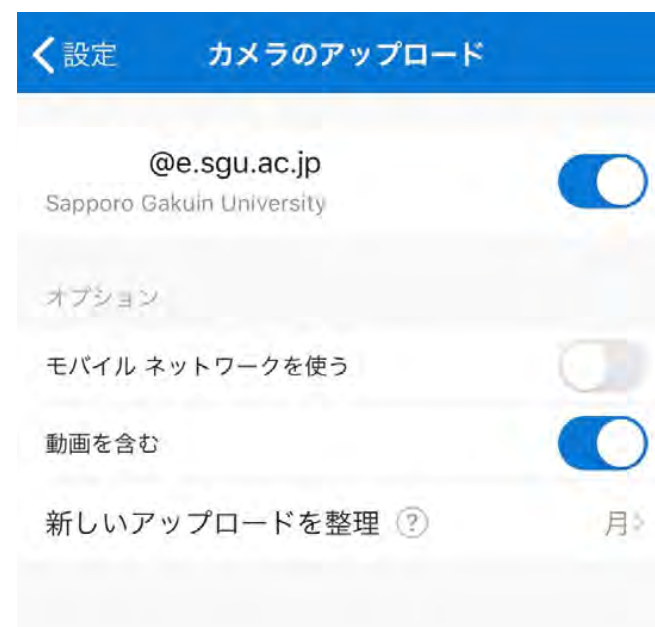 設定
カメラのアップロード
@e.sgu.ac.jp
Sapporo Gakuin University
オプション
モバイル ネットワークを使う
動画を含む
新しいアップロードを整理 ?
月